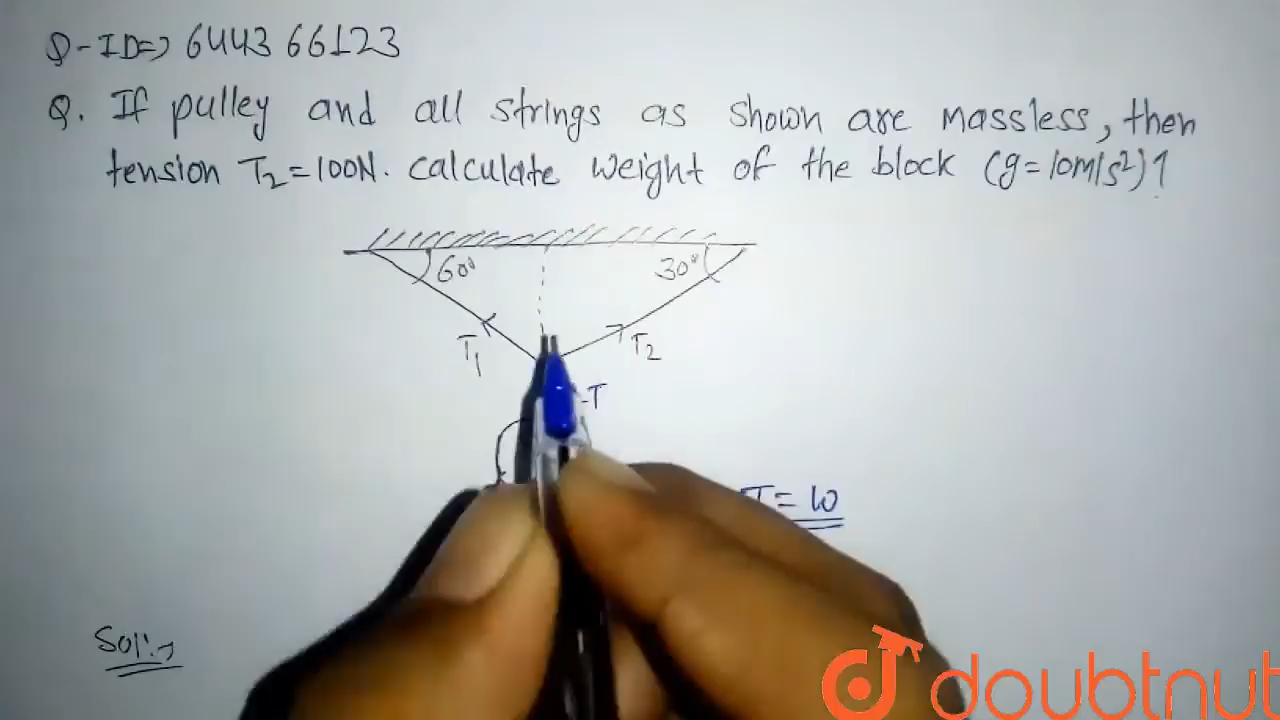 Q-ID=> 644366123
Q. If pulley and all strings as shown are massless, then
tension T₂=100N. calculate weight of the block (g=10m/s²)?
60°
30°
T₁
T₂
T
T=W
Sol:→
doubtnut